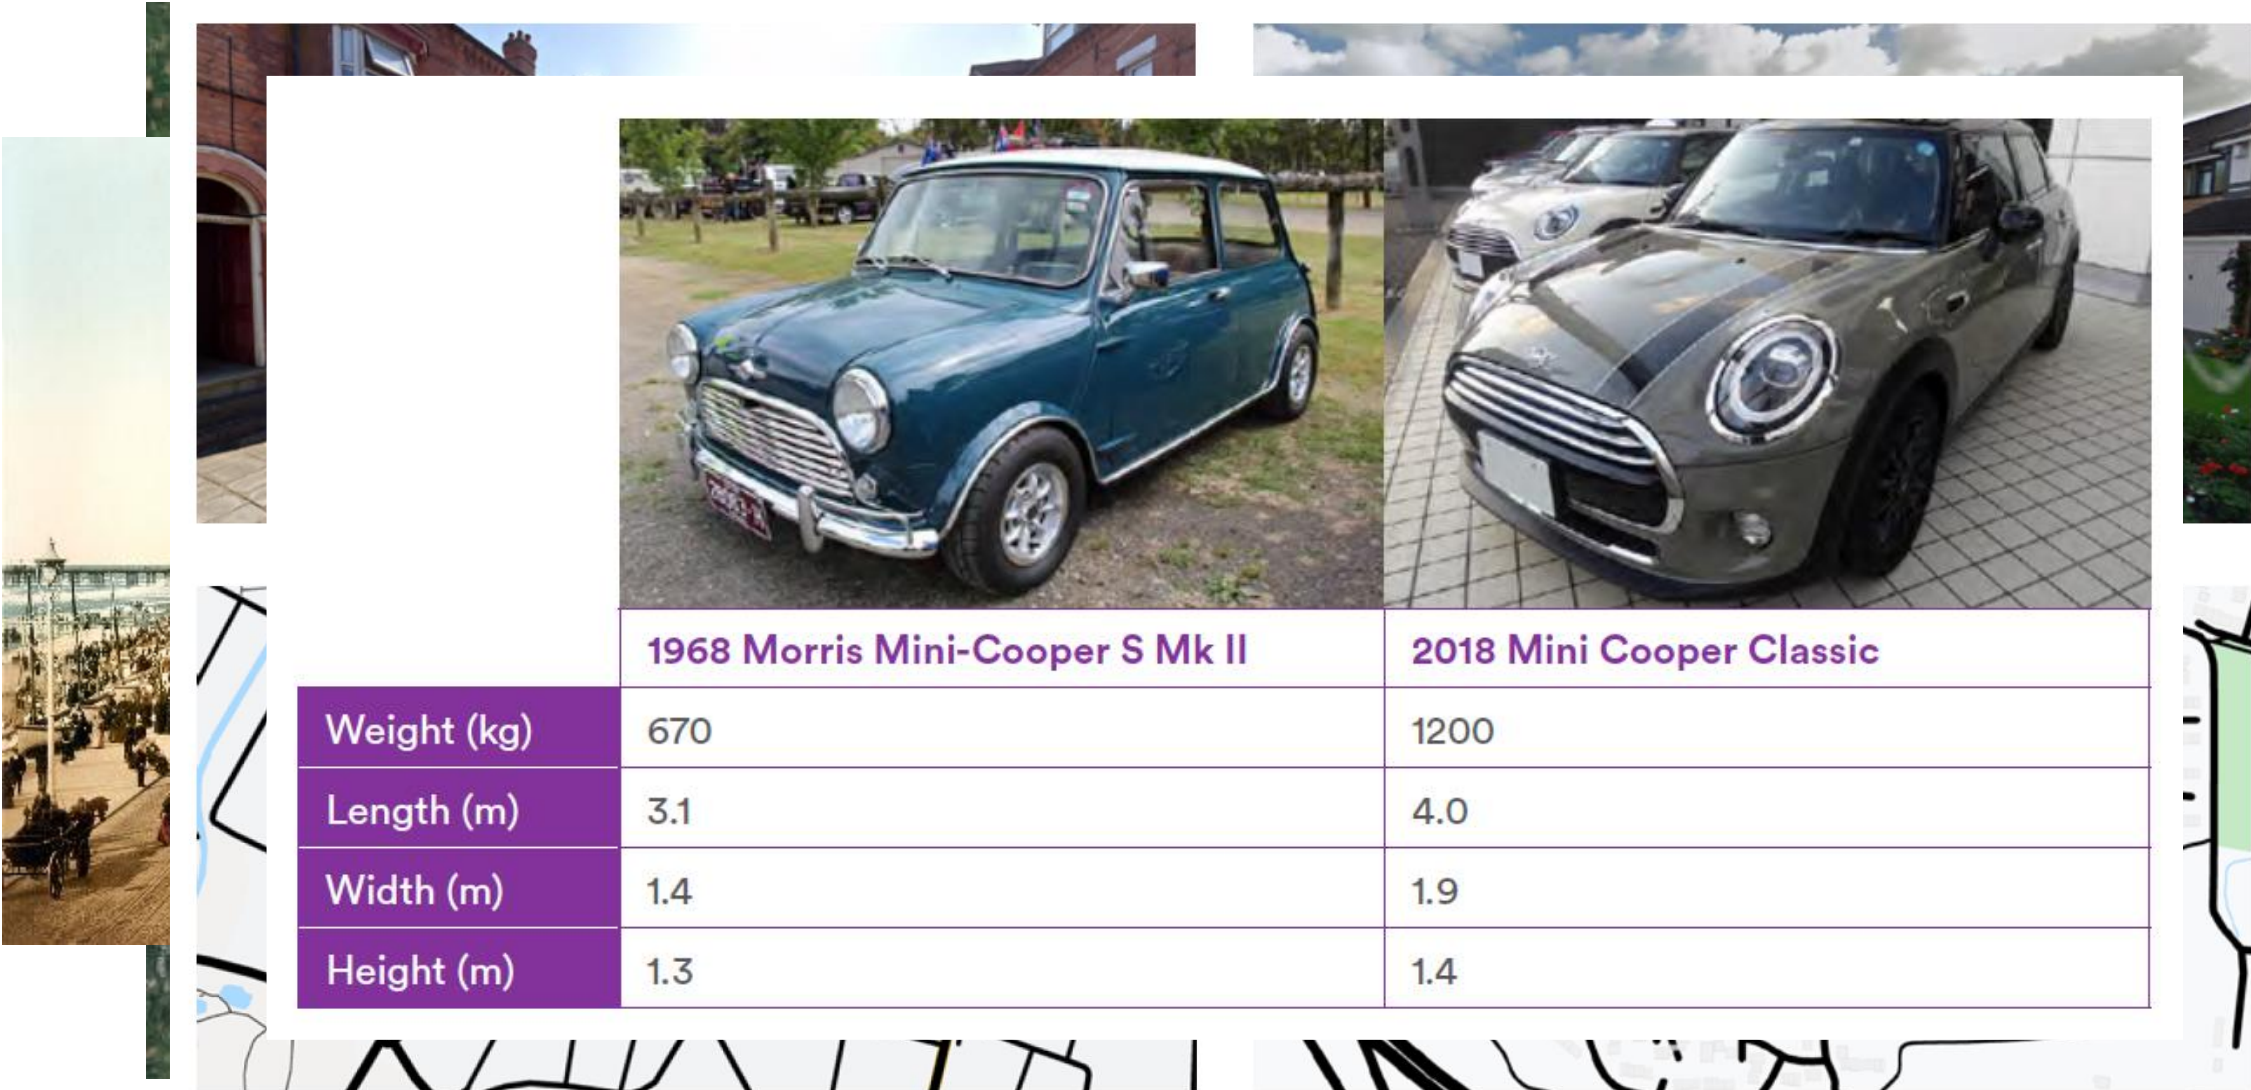 1968 Morris Mini-Cooper S Mk II 2018 Mini Cooper Classic
Weight (kg) 670 1200
Length (m) 3.1 4.0
Width (m) 1.4 1.9
Height (m) 1.3 1.4